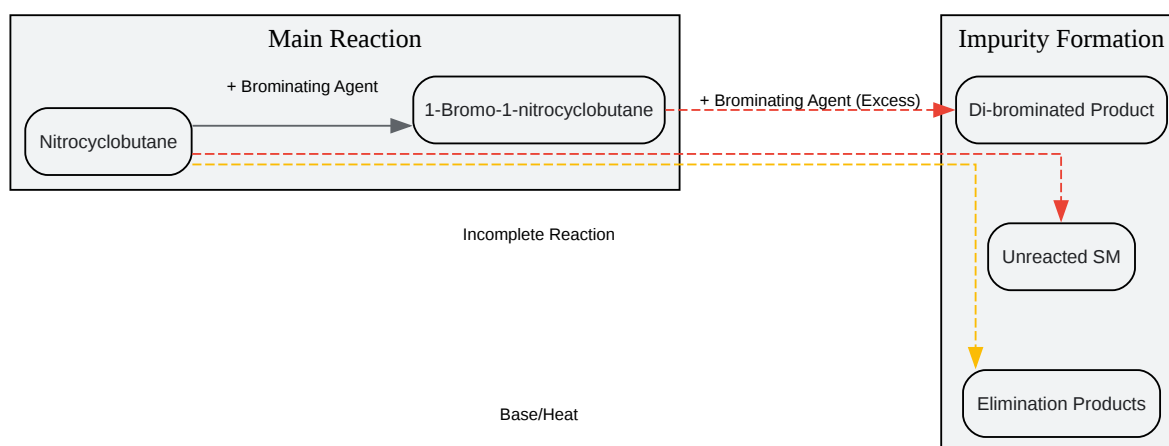 Main Reaction
Impurity Formation
+ Brominating Agent
1-Bromo-1-nitrocyclobutane
+ Brominating Agent (Excess)
Di-brominated Product
Nitrocyclobutane
Incomplete Reaction
Unreacted SM
Elimination Products
Base/Heat